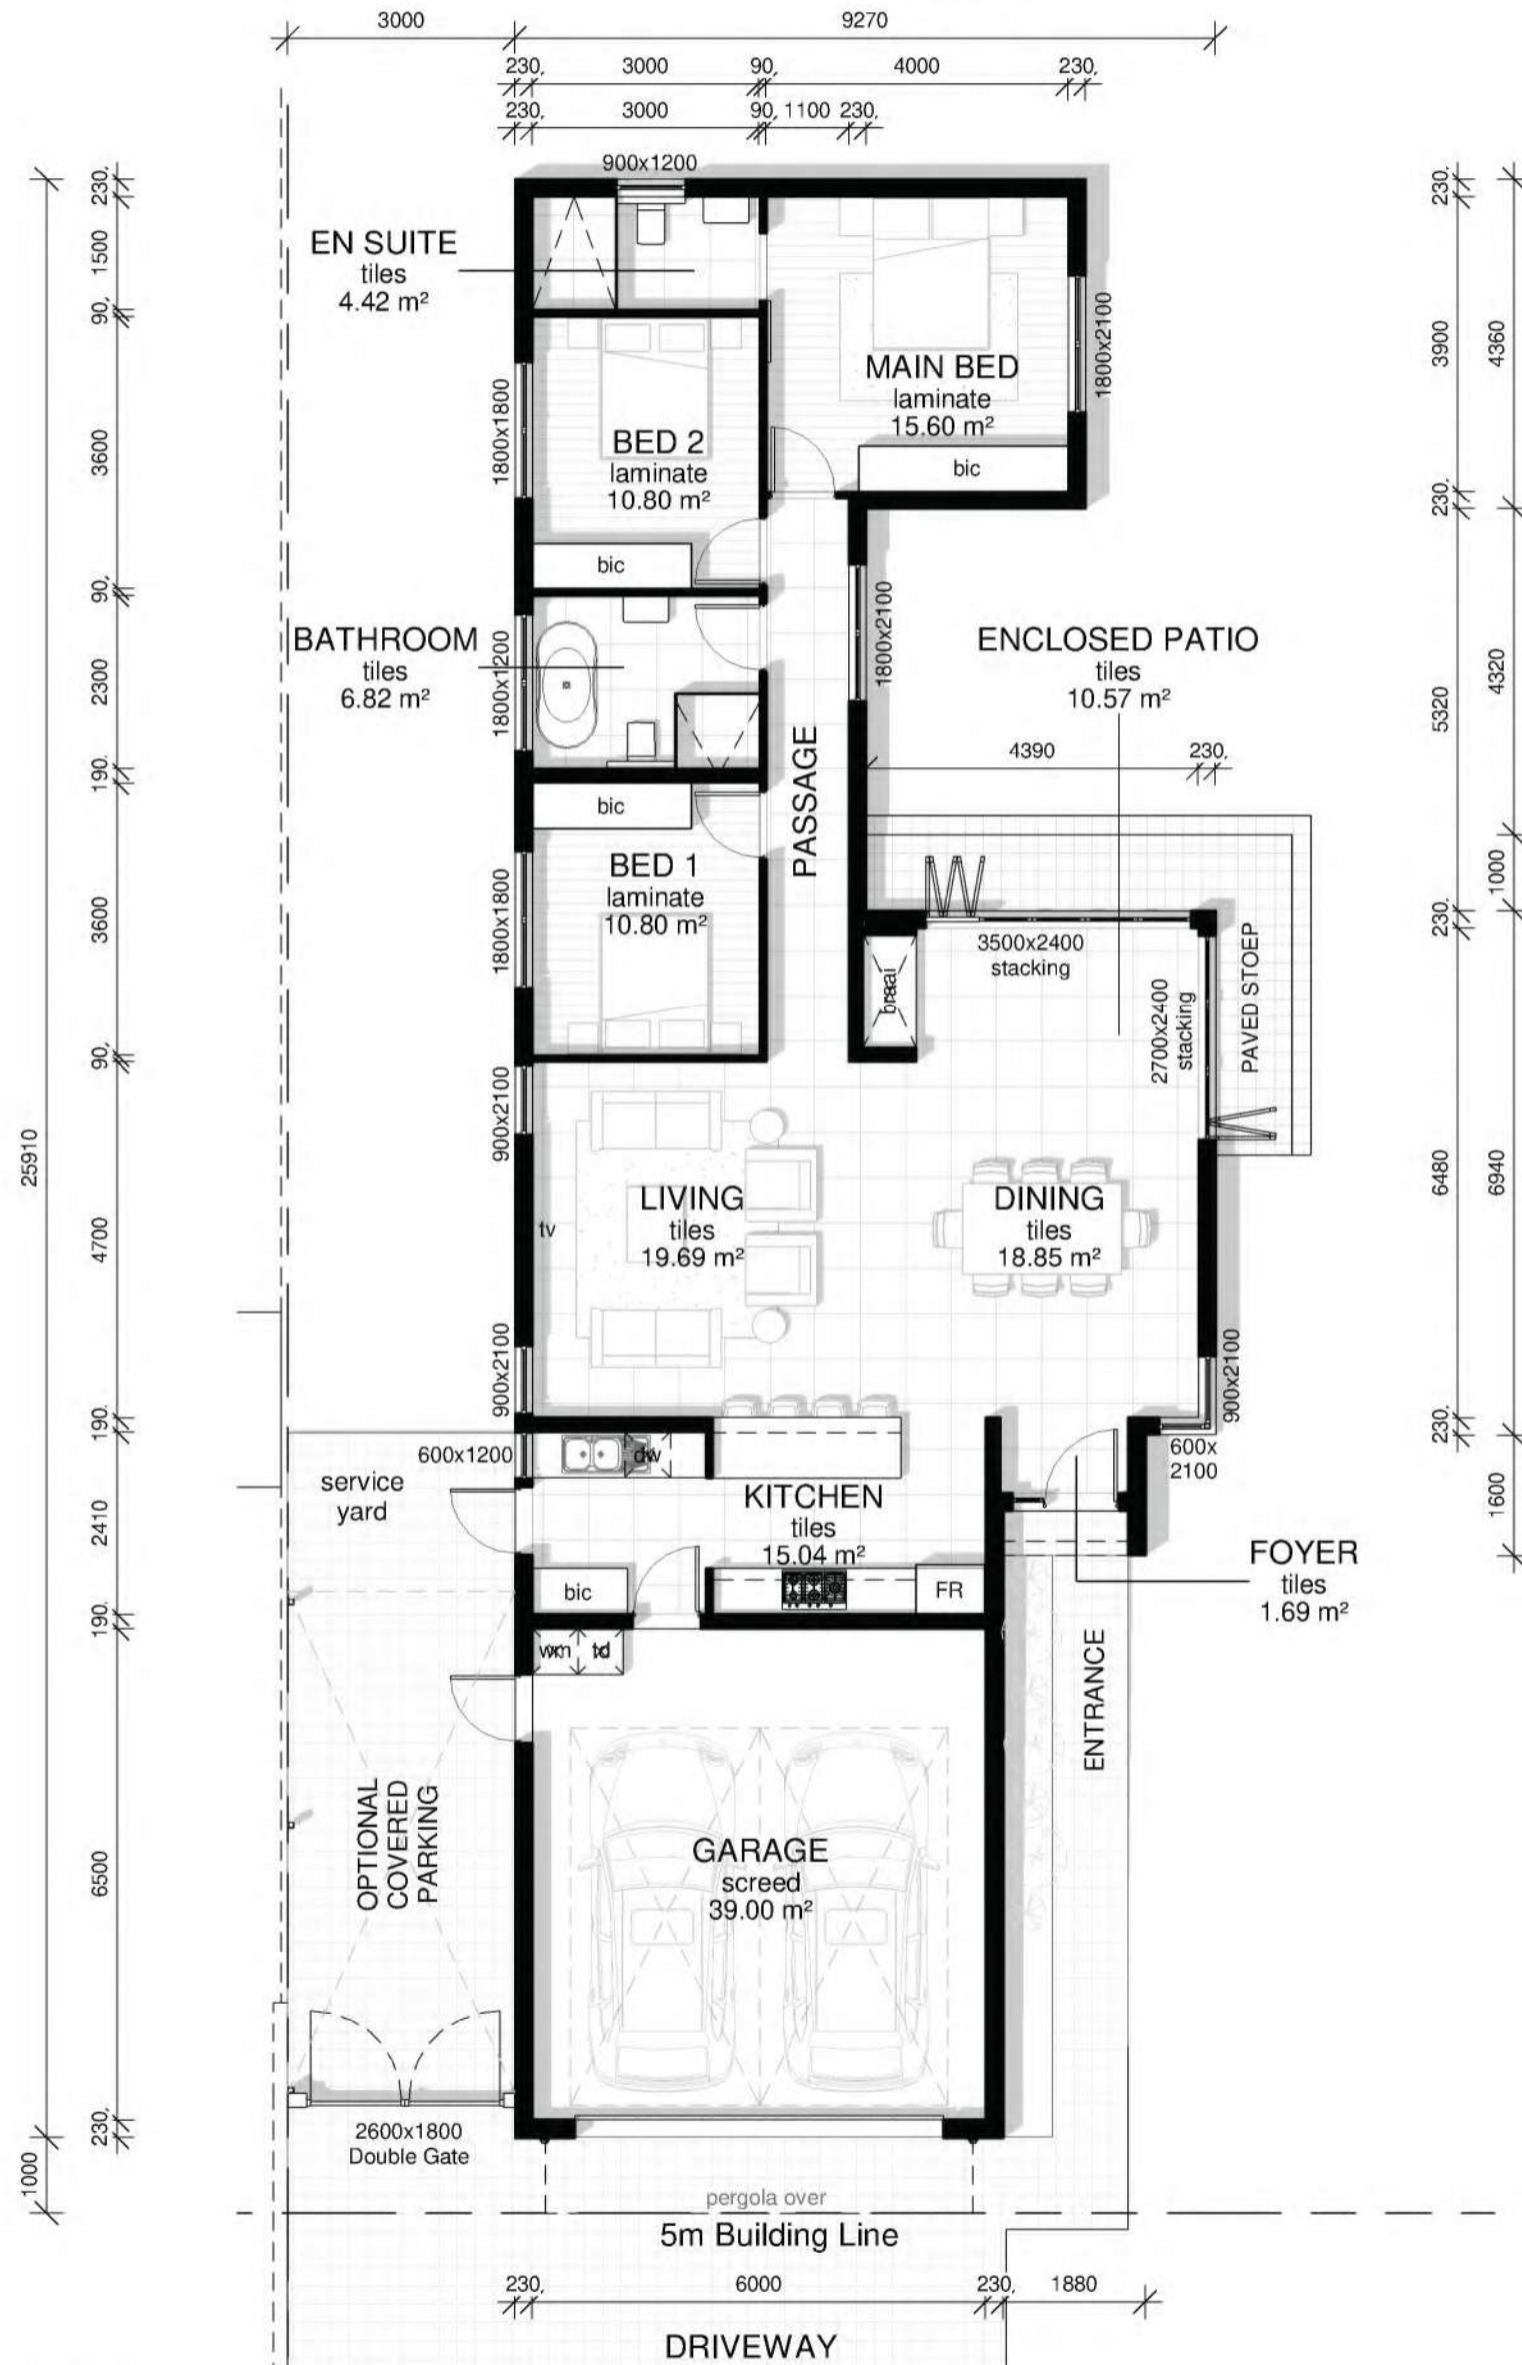 3000
9270
230,
3000
90,
4000
230,
230,
3000
90,
1100
230,
900x1200
EN SUITE
tiles
4.42 m²
MAIN BED
laminate
15.60 m²
bic
1800x2100
BED 2
laminate
10.80 m²
bic
1800x1800
BATHROOM
tiles
6.82 m²
1800x1200
1800x2100
ENCLOSED PATIO
tiles
10.57 m²
4390
230,
PASSAGE
bic
BED 1
laminate
10.80 m²
1800x1800
braai
3500x2400
stacking
2700x2400
stacking
PAVED STOEP
900x2100
LIVING
tiles
19.69 m²
tv
DINING
tiles
18.85 m²
900x2100
900x2100
600x1200
dw
600x
2100
service
yard
KITCHEN
tiles
15.04 m²
bic
FR
FOYER
tiles
1.69 m²
wm
td
ENTRANCE
OPTIONAL
COVERED
PARKING
GARAGE
screed
39.00 m²
2600x1800
Double Gate
pergola over
5m Building Line
230,
6000
230,
1880
DRIVEWAY
25910
1000
230,
1500
90,
3600
90,
2300
190,
3600
90,
4700
190,
2410
190,
6500
230,
230,
3900
230,
5320
230,
6480
230,
4360
4320
1000
6940
1600